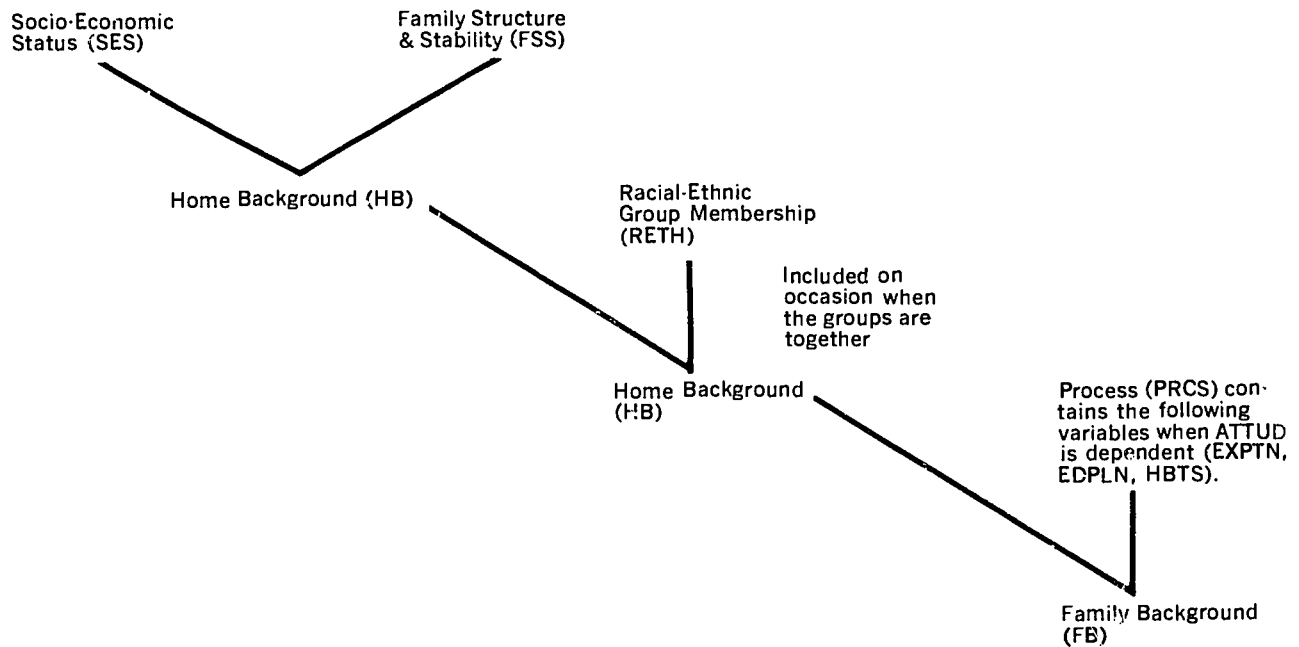 Socio-Economic
Status (SES)
Family Structure
& Stability (FSS)
Home Background (HB)
Racial-Ethnic
Group Membership
(RETH)
Included on
occasion when
the groups are
together
Home Background
(HB)
Process (PRCS) con-
tains the following
variables when ATTUD
is dependent (EXPTN,
EDPLN, HBTS).
Family Background
(FB)